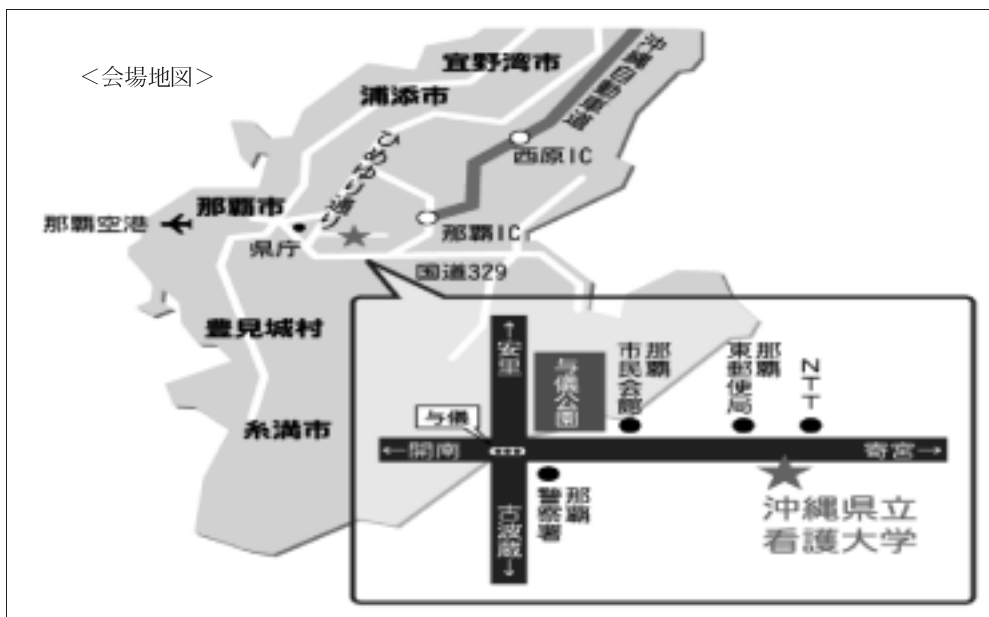 ＜会場地図＞
宜野湾市
浦添市
沖縄自動車道
ひめゆり通り
西原IC
那覇市
那覇空港
県庁
那覇IC
国道329
豊見城村
糸満市
↑安里
与儀公園
那覇
市民会館
那覇
東郵便局
NTT
与儀
←開南
寄宮→
那覇
警察署
古波蔵↓
沖縄県立
看護大学